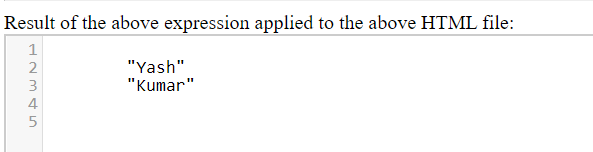 Result of the above expression applied to the above HTML file:
1
2 "Yash"
3 "Kumar"
4
5